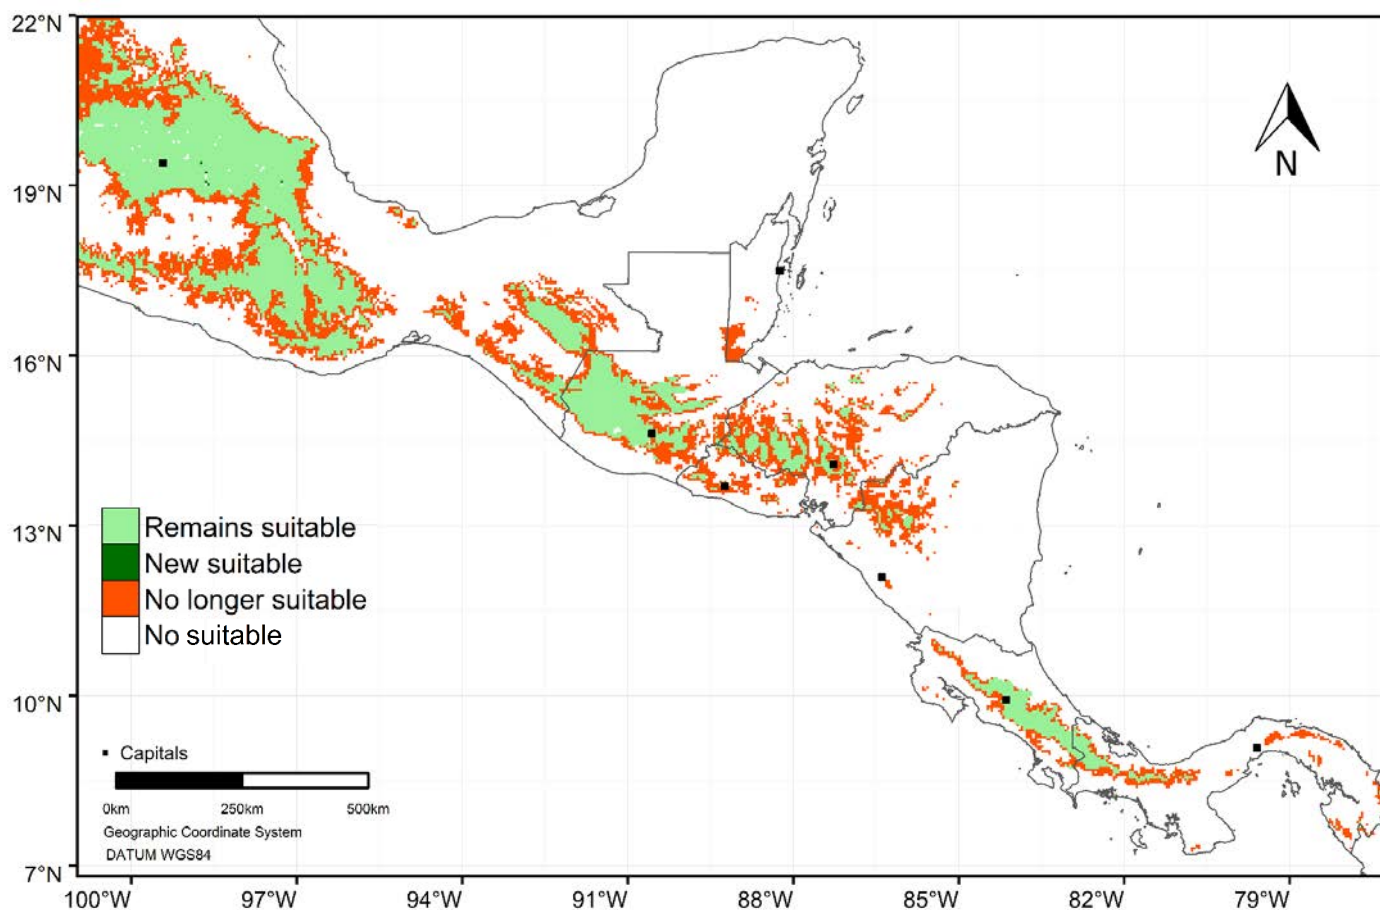 22°N
19°N
16°N
13°N
10°N
7°N
N
Remains suitable
New suitable
No longer suitable
No suitable
Capitals
0km 250km 500km
Geographic Coordinate System
DATUM WGS84
100°W 97°W 94°W 91°W 88°W 85°W 82°W 79°W